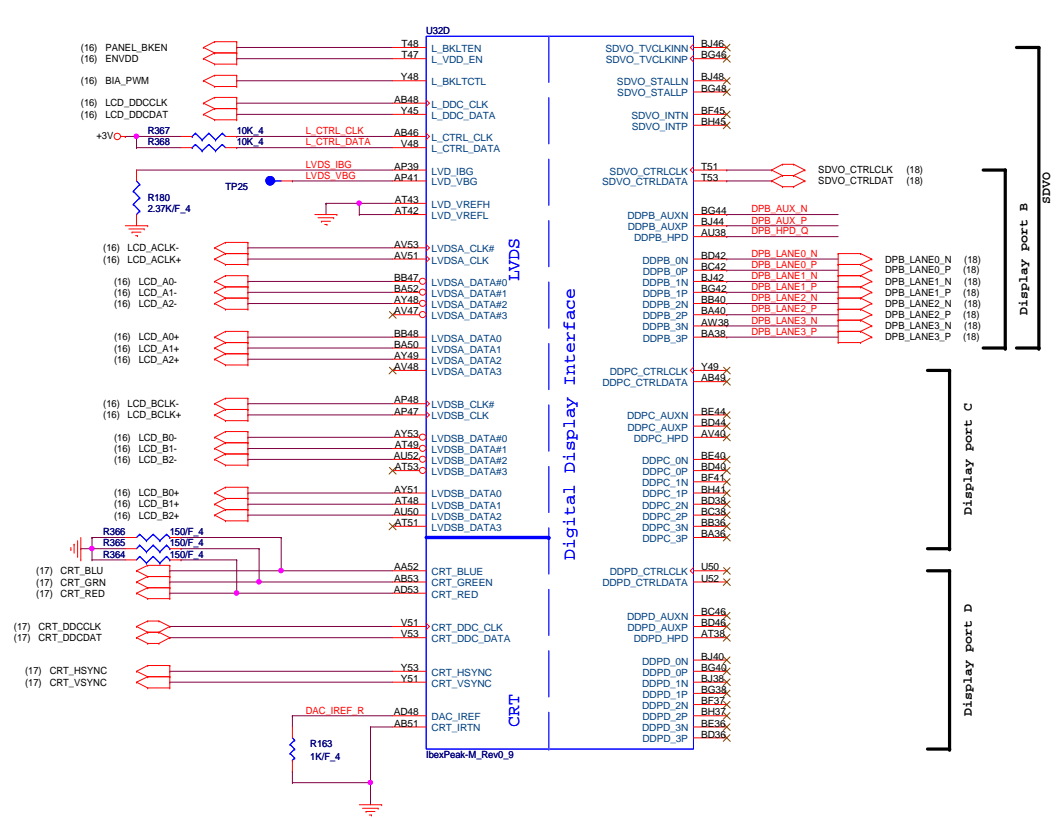 U32D
(16) PANEL_BKEN T48 L_BKLTEN
(16) ENVDD T47 L_VDD_EN
(16) BIA_PWM Y48 L_BKLTCTL
(16) LCD_DDCCLK AB48 L_DDC_CLK
(16) LCD_DDCDAT Y45 L_DDC_DATA
+3V R367 10K_4 L_CTRL_CLK AB46 L_CTRL_CLK
R368 10K_4 L_CTRL_DATA V48 L_CTRL_DATA
LVDS_IBG AP39 LVD_IBG
TP25 LVDS_VBG AP41 LVD_VBG
R180
2.37K/F_4
AT43 LVD_VREFH
AT42 LVD_VREFL
(16) LCD_ACLK- AV53 LVDSA_CLK#
(16) LCD_ACLK+ AV51 LVDSA_CLK
(16) LCD_A0- BB47 LVDSA_DATA#0
(16) LCD_A1- BA52 LVDSA_DATA#1
(16) LCD_A2- AY48 LVDSA_DATA#2
AV47 LVDSA_DATA#3
(16) LCD_A0+ BB48 LVDSA_DATA0
(16) LCD_A1+ BA50 LVDSA_DATA1
(16) LCD_A2+ AY49 LVDSA_DATA2
AV48 LVDSA_DATA3
(16) LCD_BCLK- AP48 LVDSB_CLK#
(16) LCD_BCLK+ AP47 LVDSB_CLK
(16) LCD_B0- AY53 LVDSB_DATA#0
(16) LCD_B1- AT49 LVDSB_DATA#1
(16) LCD_B2- AU52 LVDSB_DATA#2
AT53 LVDSB_DATA#3
(16) LCD_B0+ AY51 LVDSB_DATA0
(16) LCD_B1+ AT48 LVDSB_DATA1
(16) LCD_B2+ AU50 LVDSB_DATA2
AT51 LVDSB_DATA3
R366 150/F_4
R365 150/F_4
R364 150/F_4
(17) CRT_BLU AA52 CRT_BLUE
(17) CRT_GRN AB53 CRT_GREEN
(17) CRT_RED AD53 CRT_RED
(17) CRT_DDCCLK V51 CRT_DDC_CLK
(17) CRT_DDCDAT V53 CRT_DDC_DATA
(17) CRT_HSYNC Y53 CRT_HSYNC
(17) CRT_VSYNC Y51 CRT_VSYNC
DAC_IREF_R AD48 DAC_IREF
AB51 CRT_IRTN
R163
1K/F_4
IbexPeak-M_Rev0_9
LVDS
CRT
Digital Display Interface
SDVO_TVCLKINN BJ46
SDVO_TVCLKINP BG46
SDVO_STALLN BJ48
SDVO_STALLP BG48
SDVO_INTN BF45
SDVO_INTP BH45
SDVO_CTRLCLK T51 SDVO_CTRLCLK (18)
SDVO_CTRLDATA T53 SDVO_CTRLDAT (18)
DDPB_AUXN BG44 DPB_AUX_N
DDPB_AUXP BJ44 DPB_AUX_P
DDPB_HPD AU38 DPB_HPD_Q
DDPB_0N BD42 DPB_LANE0_N DPB_LANE0_N (18)
DDPB_0P BC42 DPB_LANE0_P DPB_LANE0_P (18)
DDPB_1N BJ42 DPB_LANE1_N DPB_LANE1_N (18)
DDPB_1P BG42 DPB_LANE1_P DPB_LANE1_P (18)
DDPB_2N BB40 DPB_LANE2_N DPB_LANE2_N (18)
DDPB_2P BA40 DPB_LANE2_P DPB_LANE2_P (18)
DDPB_3N AW38 DPB_LANE3_N DPB_LANE3_N (18)
DDPB_3P BA38 DPB_LANE3_P DPB_LANE3_P (18)
DDPC_CTRLCLK Y49
DDPC_CTRLDATA AB49
DDPC_AUXN BE44
DDPC_AUXP BD44
DDPC_HPD AV40
DDPC_0N BE40
DDPC_0P BD40
DDPC_1N BF41
DDPC_1P BH41
DDPC_2N BD38
DDPC_2P BC38
DDPC_3N BB36
DDPC_3P BA36
DDPD_CTRLCLK U50
DDPD_CTRLDATA U52
DDPD_AUXN BC46
DDPD_AUXP BD46
DDPD_HPD AT38
DDPD_0N BJ40
DDPD_0P BG40
DDPD_1N BJ38
DDPD_1P BG38
DDPD_2N BF37
DDPD_2P BH37
DDPD_3N BE36
DDPD_3P BD36
Display port B
SDVO
Display port C
Display port D